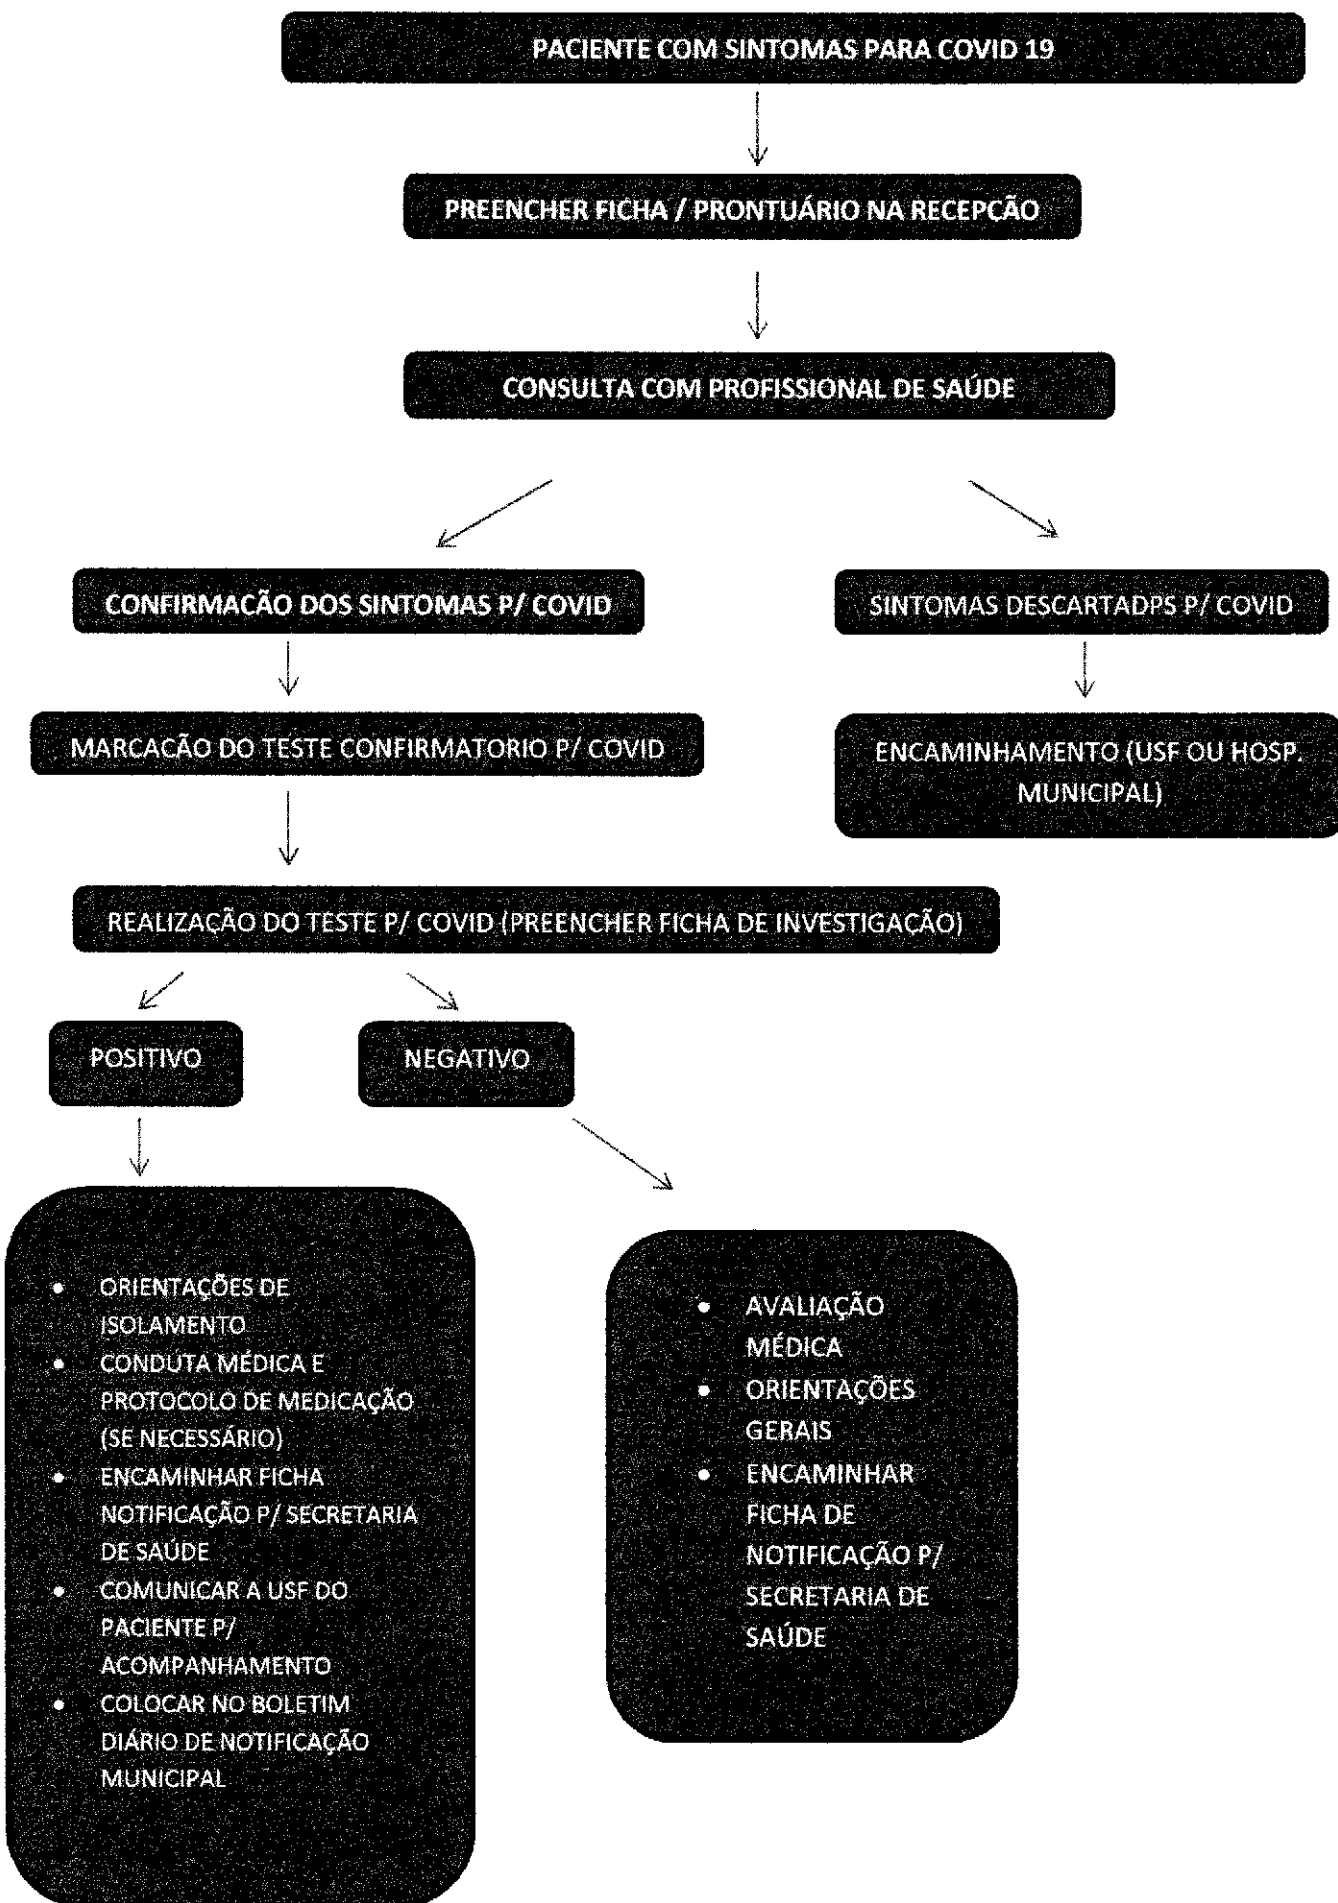 PACIENTE COM SINTOMAS PARA COVID 19
PREENCHER FICHA / PRONTUÁRIO NA RECEPÇÃO
CONSULTA COM PROFISSIONAL DE SAÚDE
CONFIRMACÃO DOS SINTOMAS P/ COVID
SINTOMAS DESCARTADPS P/ COVID
MARCACÃO DO TESTE CONFIRMATORIO P/ COVID
ENCAMINHAMENTO (USF OU HOSP.
MUNICIPAL)
REALIZAÇÃO DO TESTE P/ COVID (PREENCHER FICHA DE INVESTIGAÇÃO)
POSITIVO
NEGATIVO
• ORIENTAÇÕES DE
ISOLAMENTO
• CONDUTA MÉDICA E
PROTOCOLO DE MEDICAÇÃO
(SE NECESSÁRIO)
• ENCAMINHAR FICHA
NOTIFICAÇÃO P/ SECRETARIA
DE SAÚDE
• COMUNICAR A USF DO
PACIENTE P/
ACOMPANHAMENTO
• COLOCAR NO BOLETIM
DIÁRIO DE NOTIFICAÇÃO
MUNICIPAL
• AVALIAÇÃO
MÉDICA
• ORIENTAÇÕES
GERAIS
• ENCAMINHAR
FICHA DE
NOTIFICAÇÃO P/
SECRETARIA DE
SAÚDE